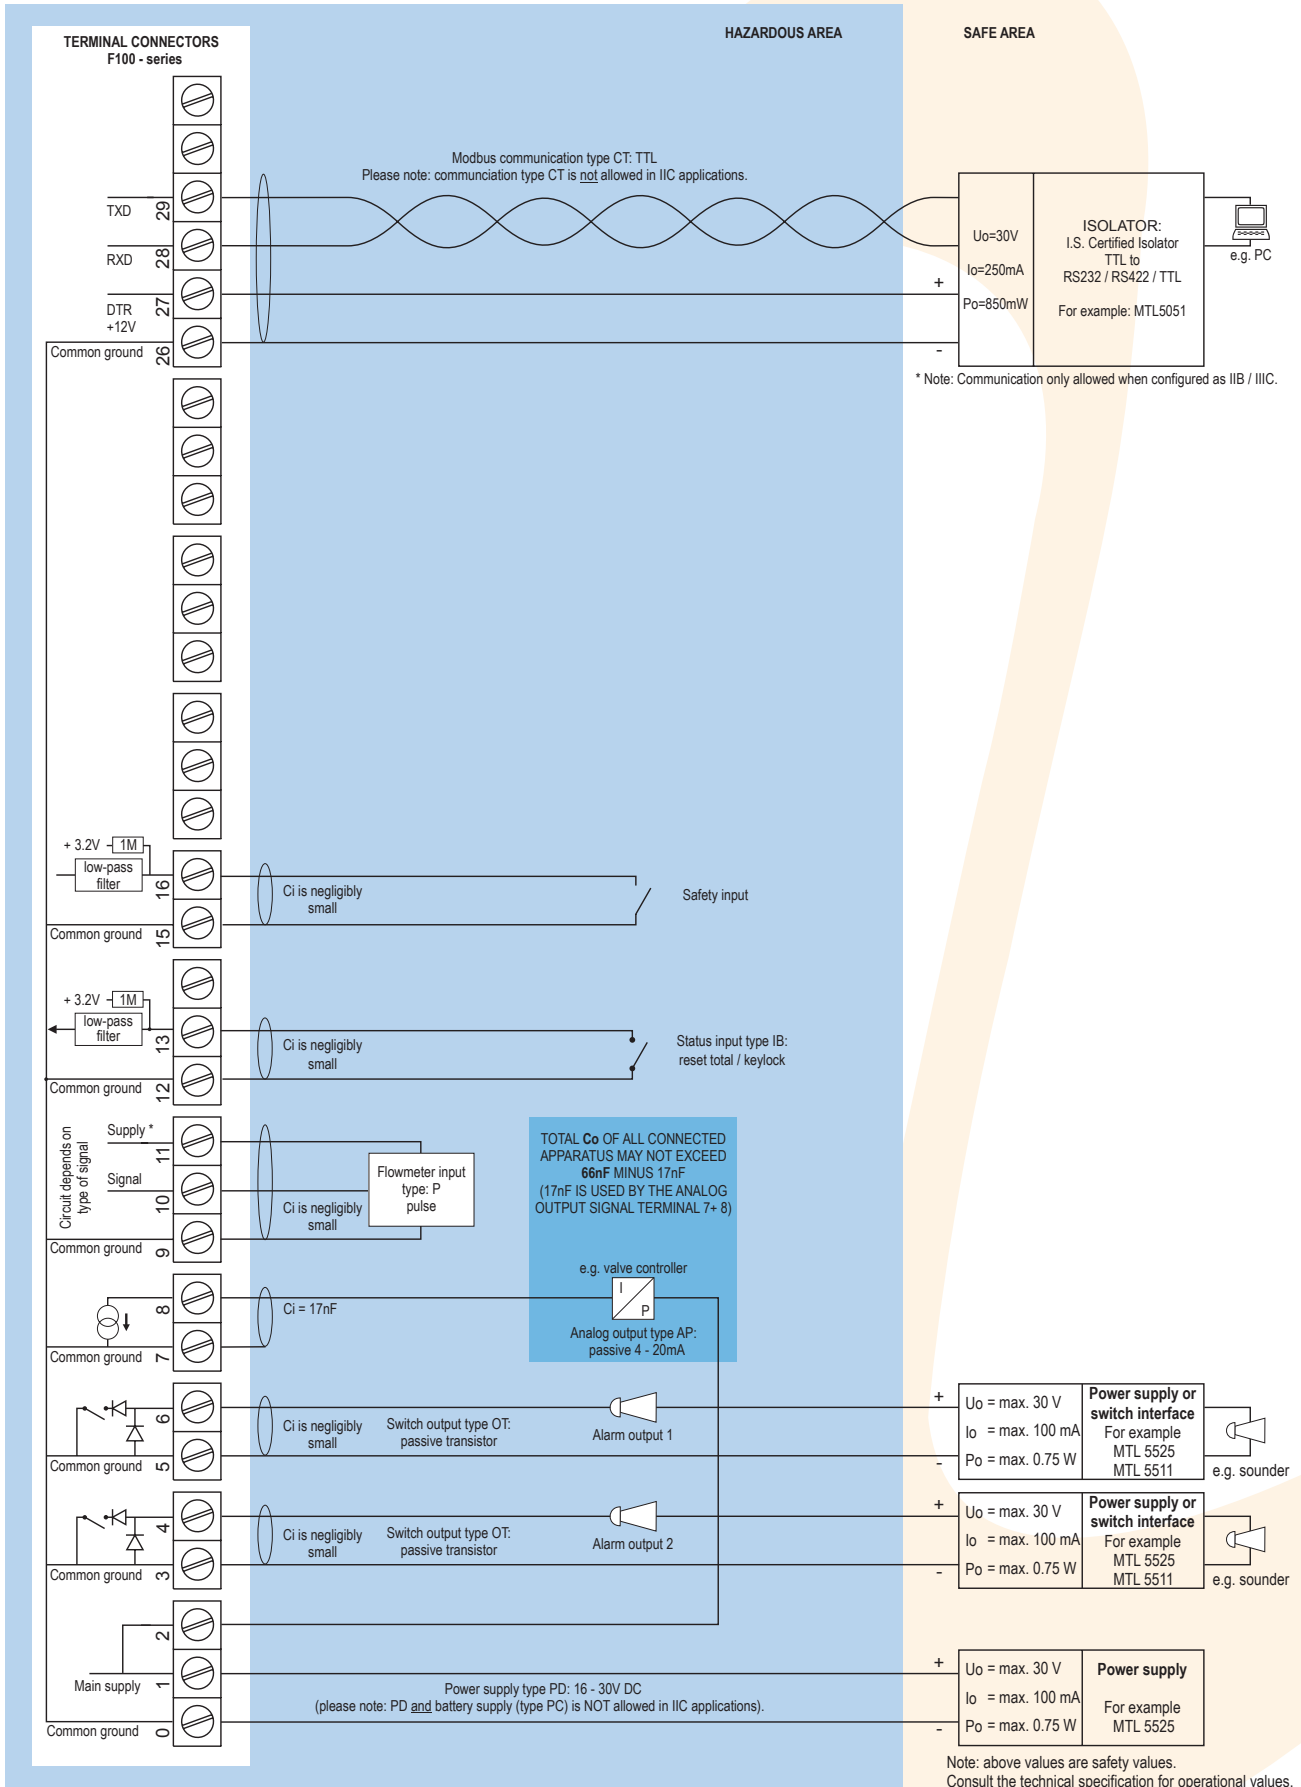 HAZARDOUS AREA
SAFE AREA
TERMINAL CONNECTORS
F100 - series
Modbus communication type CT: TTL
Please note: communciation type CT is not allowed in IIC applications.
TXD
29
RXD
28
DTR
+12V
27
Common ground
26
+
-
Uo=30V
Io=250mA
Po=850mW
ISOLATOR:
I.S. Certified Isolator
TTL to
RS232 / RS422 / TTL
For example: MTL5051
e.g. PC
* Note: Communication only allowed when configured as IIB / IIIC.
+ 3.2V
1M
low-pass
filter
16
Common ground
15
Ci is negligibly
small
Safety input
+ 3.2V
1M
low-pass
filter
13
Common ground
12
Ci is negligibly
small
Status input type IB:
reset total / keylock
Circuit depends on
type of signal
Supply *
11
Signal
10
Common ground
9
Ci is negligibly
small
Flowmeter input
type: P
pulse
TOTAL Co OF ALL CONNECTED
APPARATUS MAY NOT EXCEED
66nF MINUS 17nF
(17nF IS USED BY THE ANALOG
OUTPUT SIGNAL TERMINAL 7+ 8)
e.g. valve controller
I
P
Analog output type AP:
passive 4 - 20mA
8
Ci = 17nF
Common ground
7
6
Common ground
5
Ci is negligibly
small
Switch output type OT:
passive transistor
Alarm output 1
+
-
Uo = max. 30 V
Io = max. 100 mA
Po = max. 0.75 W
Power supply or
switch interface
For example
MTL 5525
MTL 5511
e.g. sounder
4
Common ground
3
Ci is negligibly
small
Switch output type OT:
passive transistor
Alarm output 2
+
-
Uo = max. 30 V
Io = max. 100 mA
Po = max. 0.75 W
Power supply or
switch interface
For example
MTL 5525
MTL 5511
e.g. sounder
2
Main supply
1
Common ground
0
Power supply type PD: 16 - 30V DC
(please note: PD and battery supply (type PC) is NOT allowed in IIC applications).
+
-
Uo = max. 30 V
Io = max. 100 mA
Po = max. 0.75 W
Power supply
For example
MTL 5525
Note: above values are safety values.
Consult the technical specification for operational values.